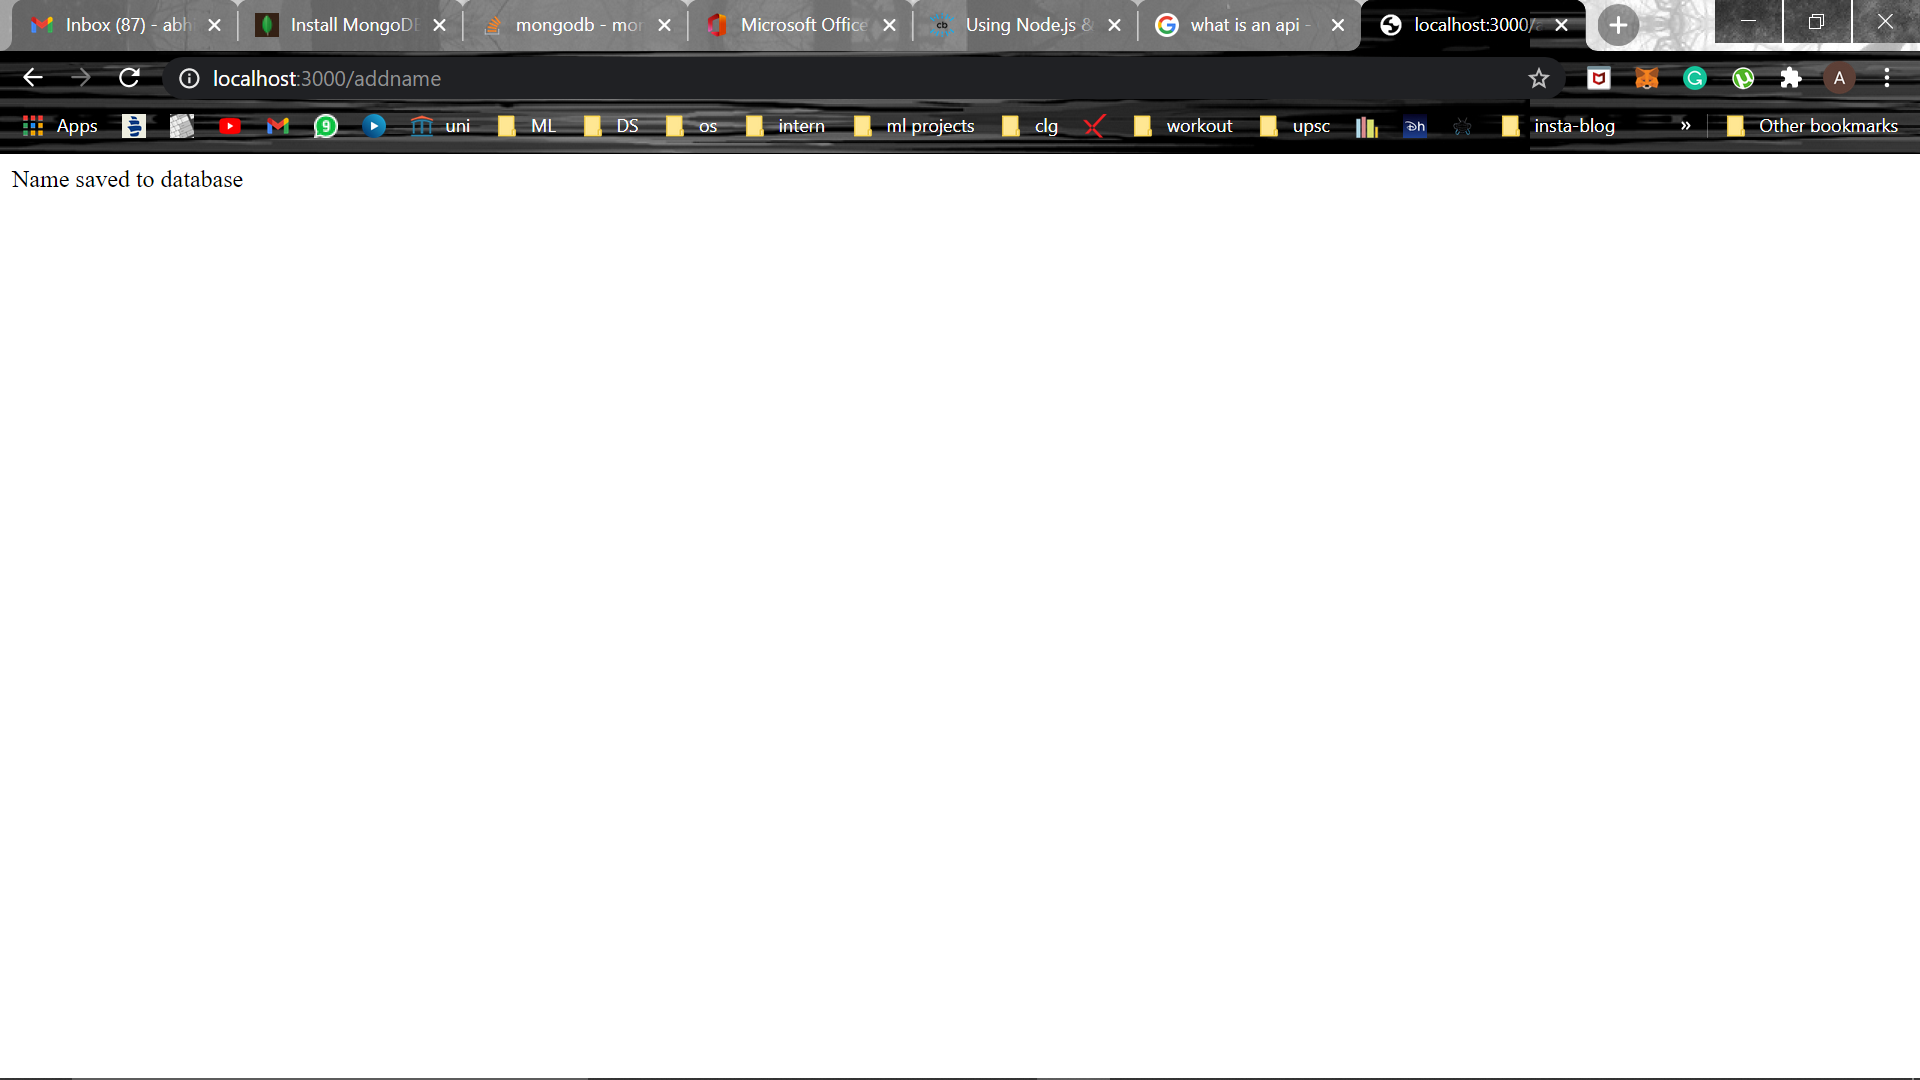 Inbox (87) - abh
Install MongoDB
mongodb - mo
Microsoft Office
Using Node.js &
what is an api -
localhost:3000/
localhost:3000/addname
A
Apps
9
uni
ML
DS
os
intern
ml projects
clg
workout
upsc
insta-blog
»
Other bookmarks
Name saved to database